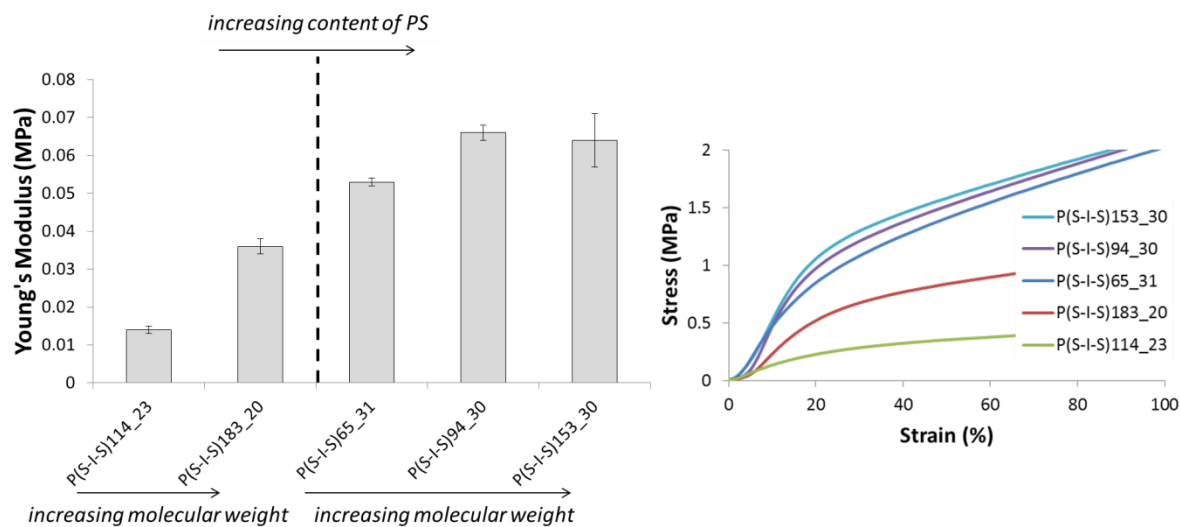 increasing content of PS
Young's Modulus (MPa)
0.08
0.07
0.06
0.05
0.04
0.03
0.02
0.01
0
P(S-I-S)114_23
P(S-I-S)183_20
P(S-I-S)65_31
P(S-I-S)94_30
P(S-I-S)153_30
increasing molecular weight
increasing molecular weight
Stress (MPa)
2
1.5
1
0.5
0
0
20
40
60
80
100
Strain (%)
P(S-I-S)153_30
P(S-I-S)94_30
P(S-I-S)65_31
P(S-I-S)183_20
P(S-I-S)114_23